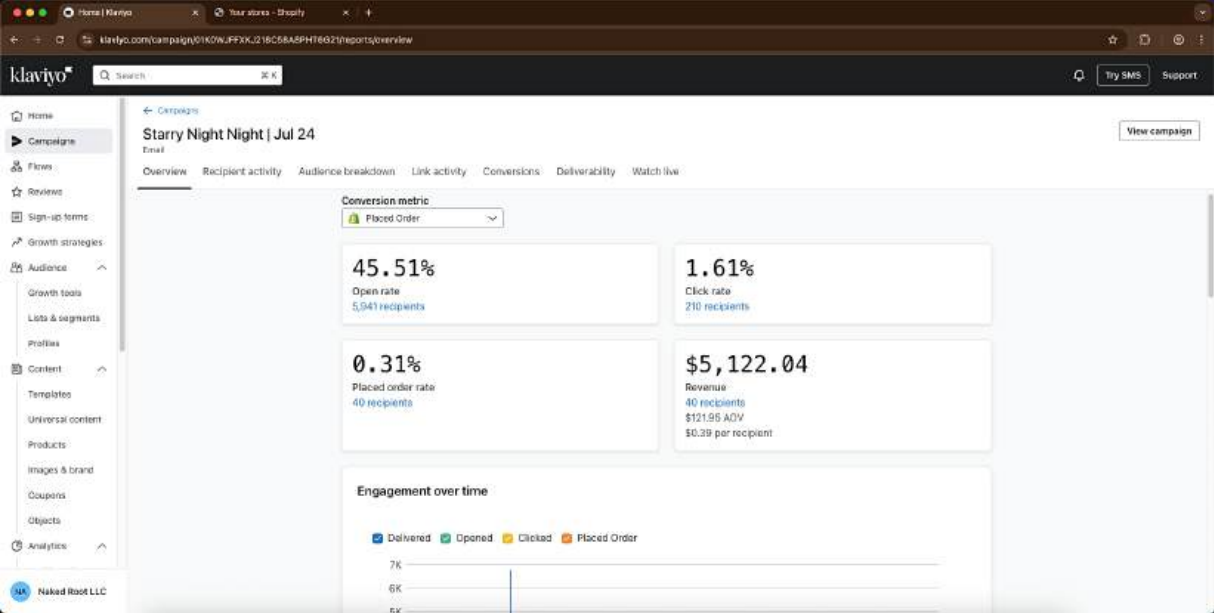 Home | Klaviyo
Your stores - Shopify
klaviyo.com/campaign/01K0WJFFXKJ218C58A8PHT6G21/reports/overview
klaviyo
Search
⌘ K
Try SMS
Support
Home
Campaigns
Flows
Reviews
Sign-up forms
Growth strategies
Audience
Growth tools
Lists & segments
Profiles
Content
Templates
Universal content
Products
Images & brand
Coupons
Objects
Analytics
NA
Naked Root LLC
← Campaigns
Starry Night Night | Jul 24
Email
View campaign
Overview Recipient activity Audience breakdown Link activity Conversions Deliverability Watch live
Conversion metric
Placed Order
45.51%
Open rate
5,941 recipients
1.61%
Click rate
210 recipients
0.31%
Placed order rate
40 recipients
$5,122.04
Revenue
40 recipients
$121.95 AOV
$0.39 per recipient
Engagement over time
Delivered Opened Clicked Placed Order
7K
6K
5K